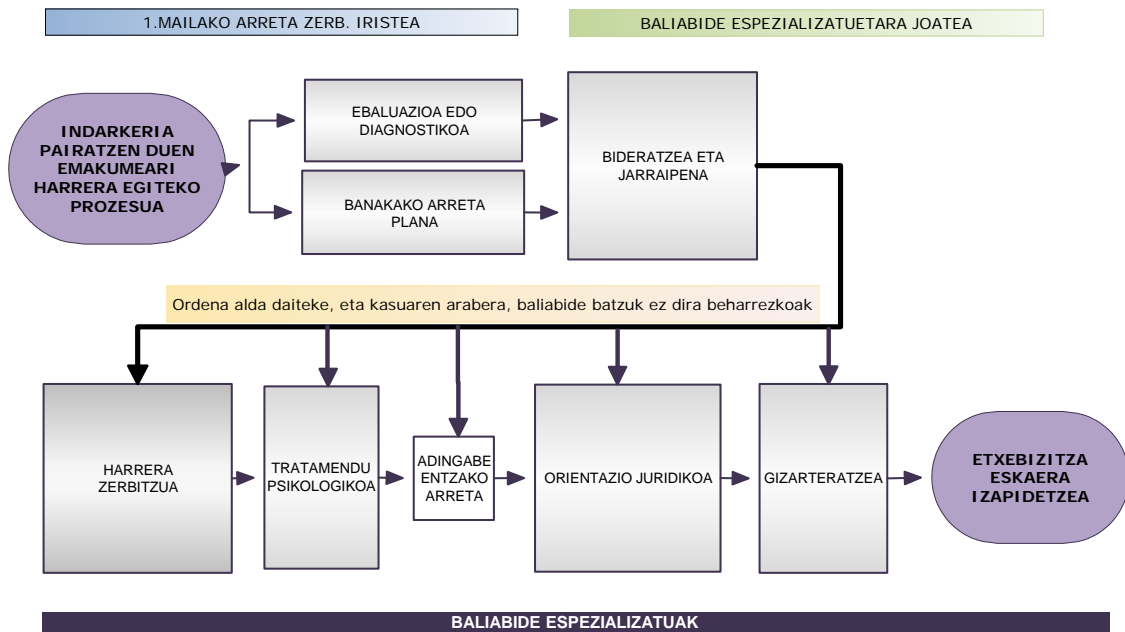 1.MAILAKO ARRETA ZERB. IRISTEA
BALIABIDE ESPEZIALIZATUETARA JOATEA
INDARKERIA
PAIRATZEN DUEN
EMAKUMEARI
HARRERA EGITEKO
PROZESUA
EBALUAZIOA EDO
DIAGNOSTIKOA
BANAKAKO ARRETA
PLANA
BIDERATZEA ETA
JARRAIPENA
Ordena alda daiteke, eta kasuaren arabera, baliabide batzuk ez dira beharrezkoak
HARRERA
ZERBITZUA
TRATAMENDU
PSIKOLOGIKOA
ADINGABE
ENTZAKO
ARRETA
ORIENTAZIO JURIDIKOA
GIZARTERATZEA
ETXEBIZITZA
ESKAERA
IZAPIDETZEA
BALIABIDE ESPEZIALIZATUAK